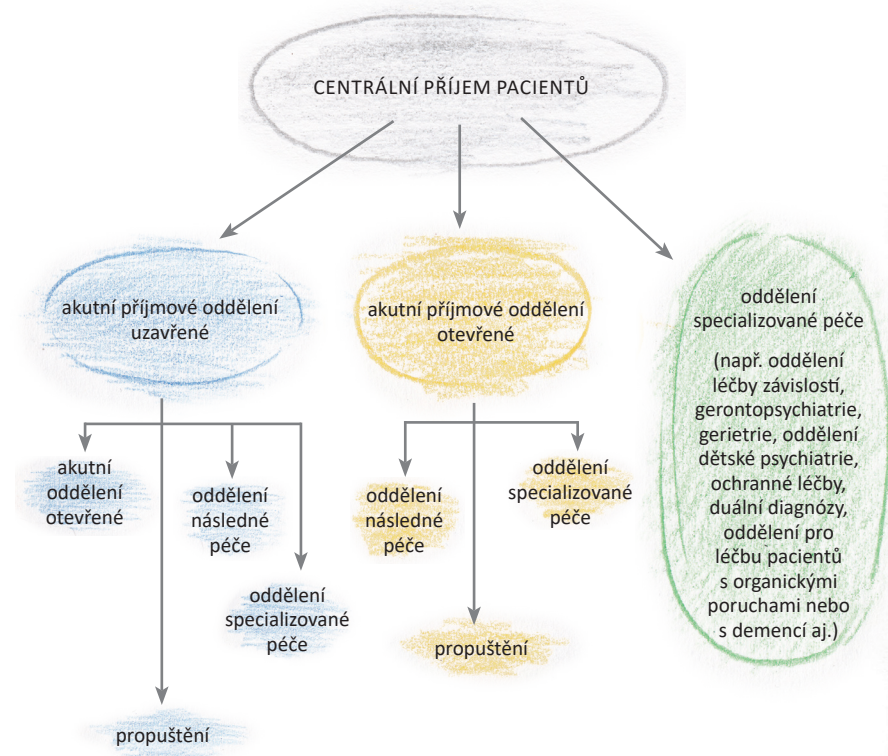 CENTRÁLNÍ PŘÍJEM PACIENTŮ
akutní příjmové oddělení
uzavřené
akutní
oddělení
otevřené
oddělení
následné
péče
oddělení
specializované
péče
propuštění
akutní příjmové oddělení
otevřené
oddělení
následné
péče
oddělení
specializované
péče
propuštění
oddělení
specializované péče
(např. oddělení
léčby závislostí,
gerontopsychiatrie,
gerietrie, oddělení
dětské psychiatrie,
ochranné léčby,
duální diagnózy,
oddělení pro
léčbu pacientů
s organickými
poruchami nebo
s demencí aj.)